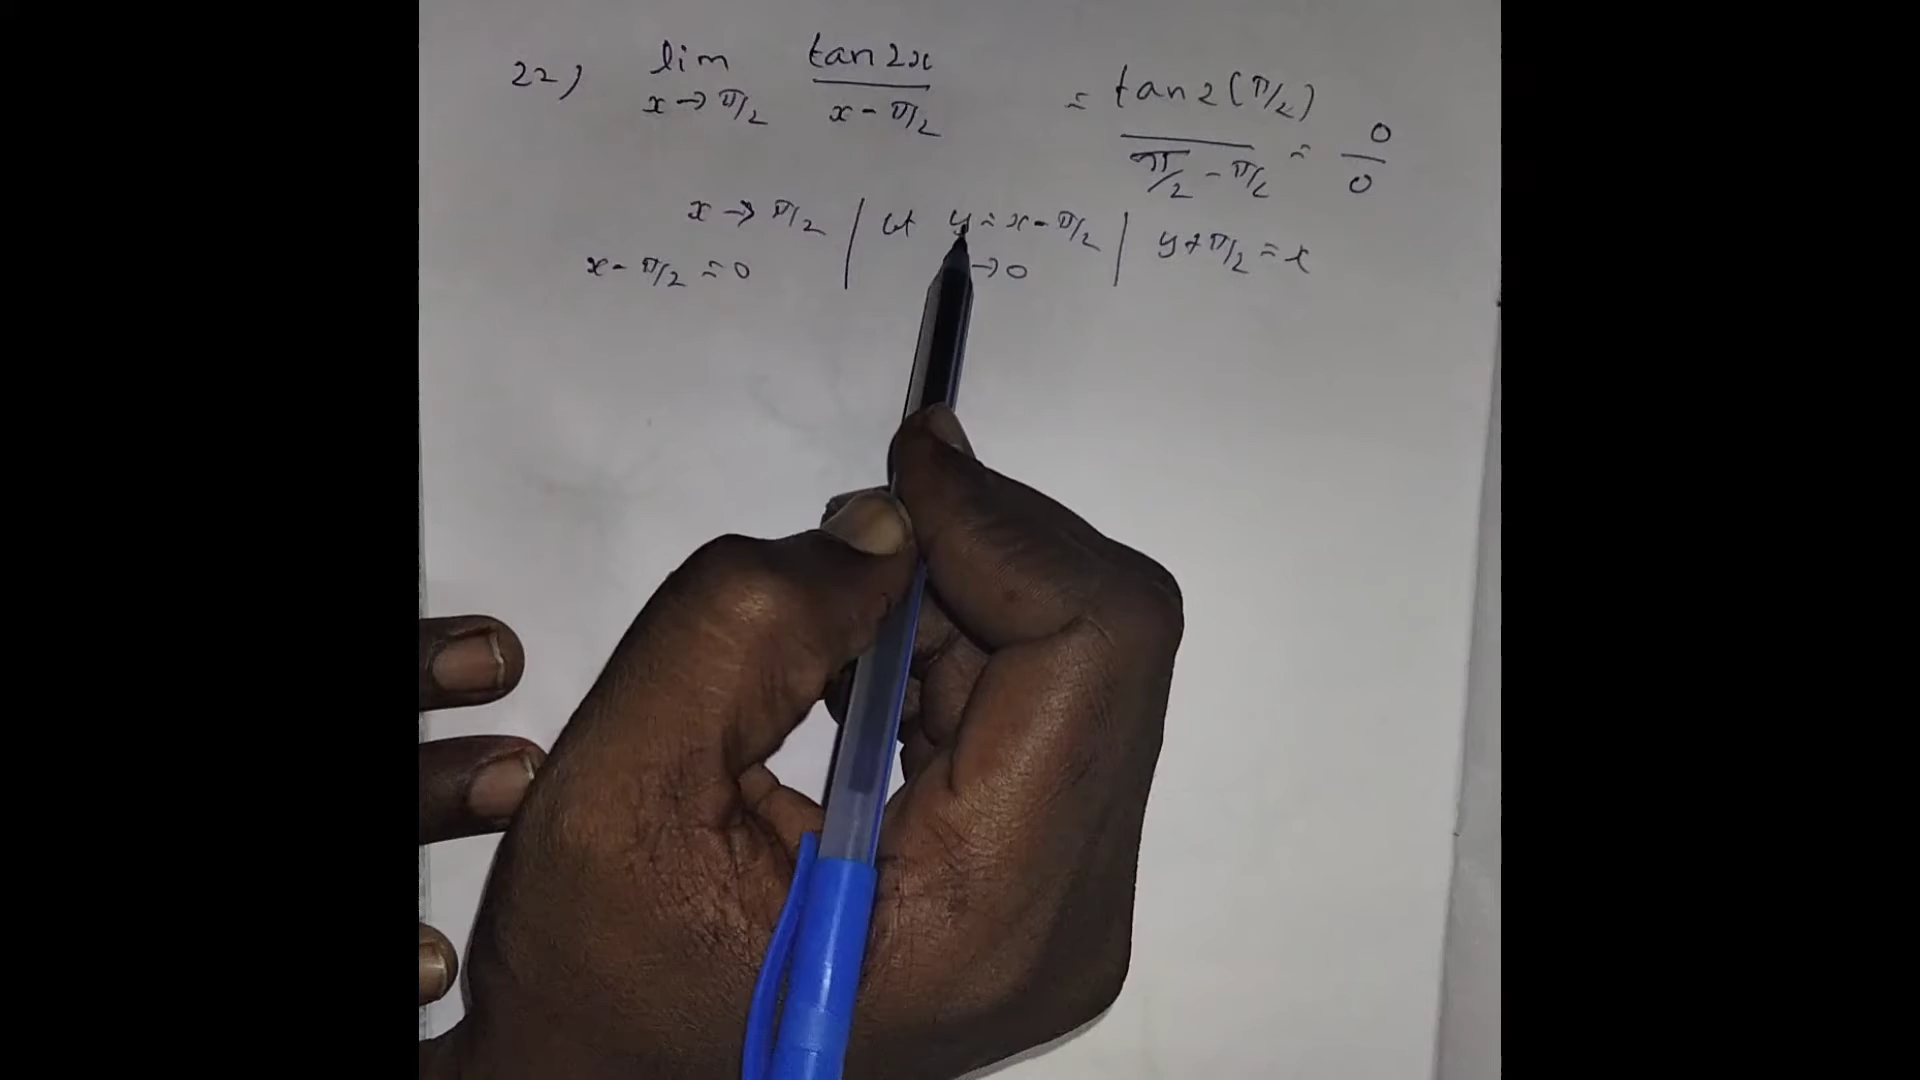 22) lim tan2x = tan2(π/2) = 0
x→π/2 x-π/2 π/2-π/2 0
x→π/2 | let y=x-π/2 | y+π/2=x
x-π/2=0 →0